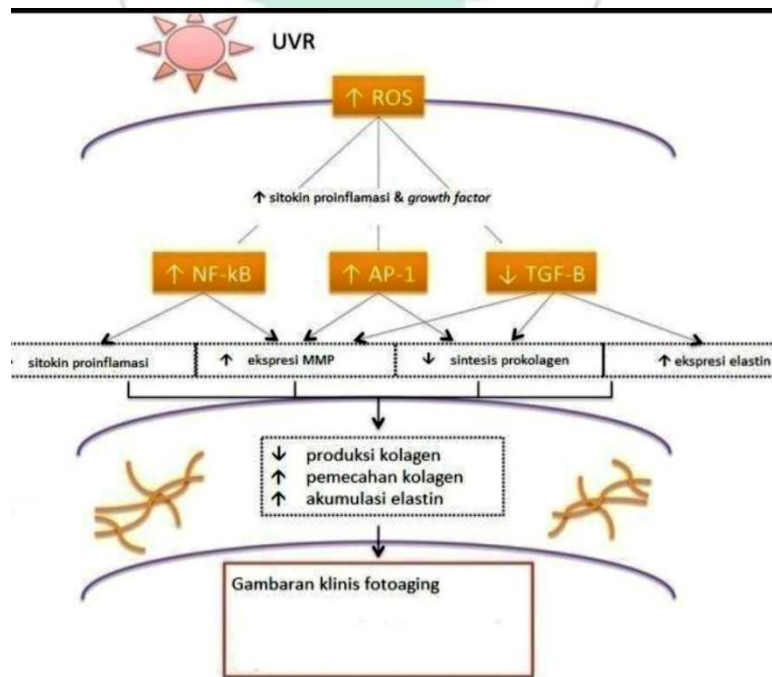 UVR
↑ ROS
↑ sitokin proinflamasi & growth factor
↑ NF-kB
↑ AP-1
↓ TGF-B
sitokin proinflamasi
↑ ekspresi MMP
↓ sintesis prokolagen
↑ ekspresi elastin
↓ produksi kolagen
↑ pemecahan kolagen
↑ akumulasi elastin
Gambaran klinis fotoaging